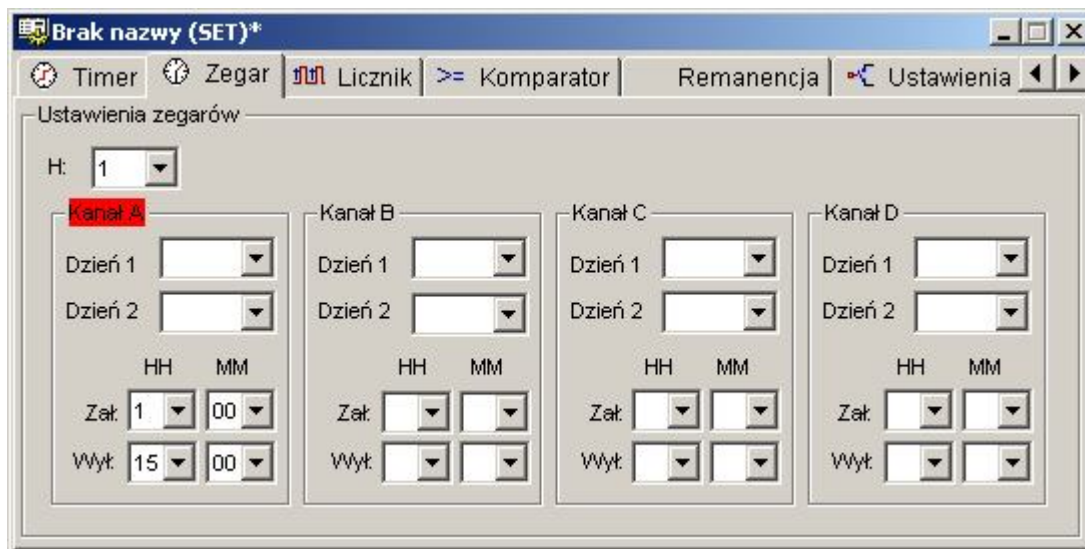 Brak nazwy (SET)*
Timer Zegar Licznik >= Komparator Remanencja Ustawienia
Ustawienia zegarów
H: 1
Kanał A Kanał B Kanał C Kanał D
Dzień 1 Dzień 1 Dzień 1 Dzień 1
Dzień 2 Dzień 2 Dzień 2 Dzień 2
HH MM HH MM HH MM HH MM
Zał: 1 00 Zał: Zał: Zał:
Wył: 15 00 Wył: Wył: Wył: